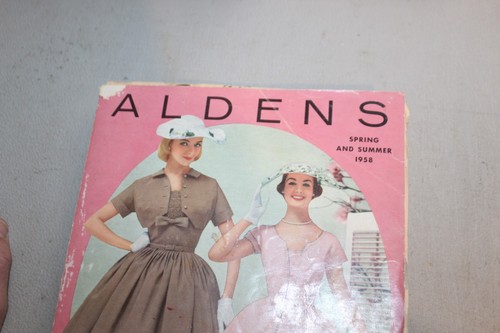 ALDENS
SPRING
AND SUMMER
1958